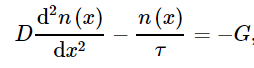 D d²n(x)/dx² − n(x)/τ = −G,